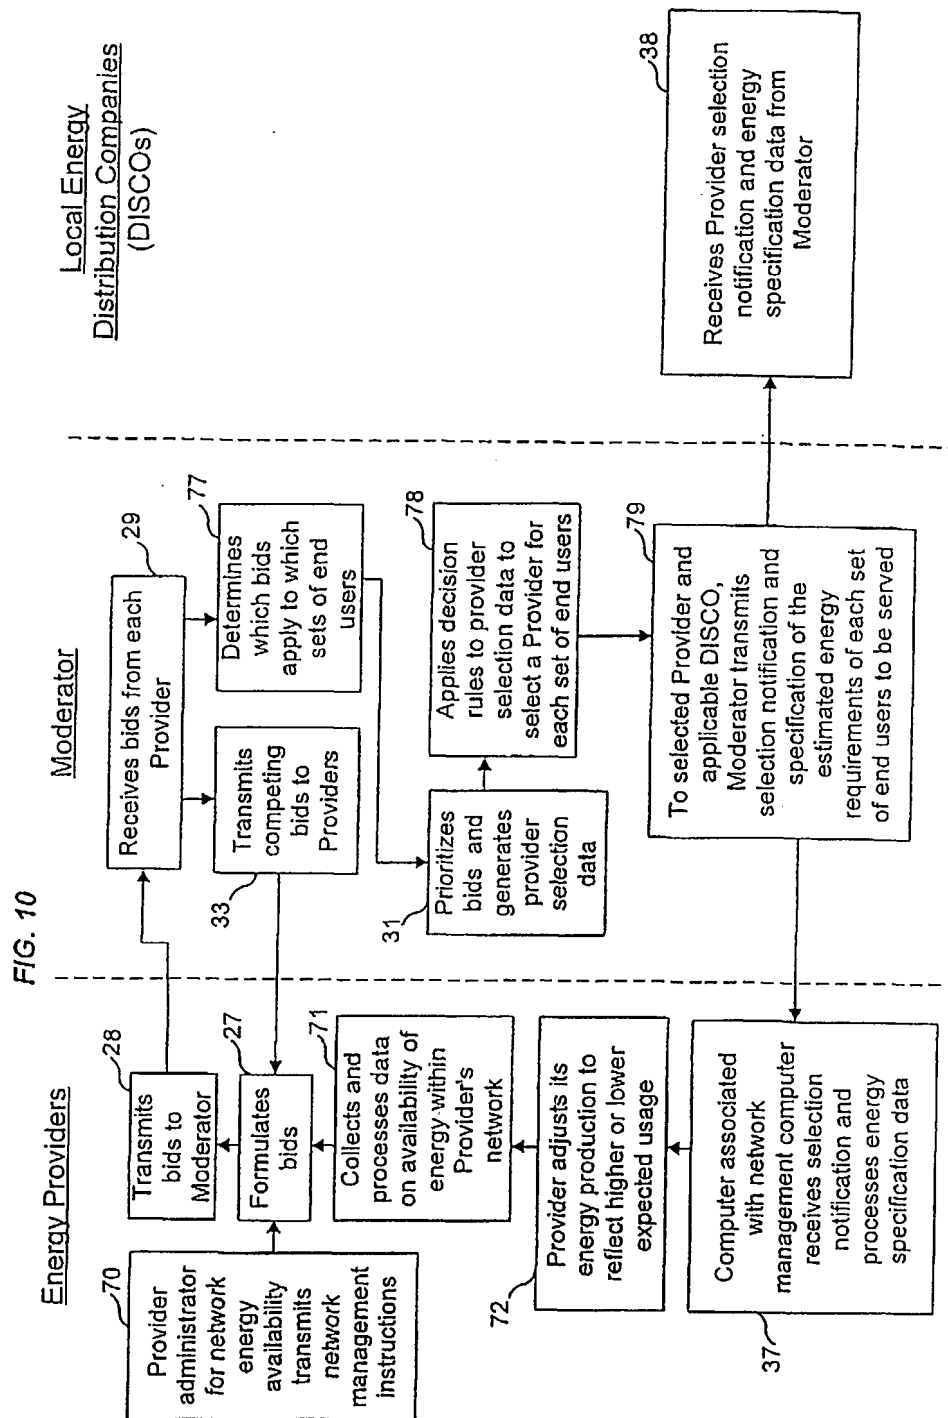 FIG. 10
Energy Providers
Moderator
Local Energy
Distribution Companies
(DISCOs)
70
Provider
administrator
for network
energy
availability
transmits
network
management
instructions
28
Transmits
bids to
Moderator
27
Formulates
bids
71
Collects and
processes data
on availability of
energy within
Provider's
network
72
Provider adjusts its
energy production to
reflect higher or lower
expected usage
37
Computer associated
with network
management computer
receives selection
notification and
processes energy
specification data
29
Receives bids from each
Provider
33
Transmits
competing
bids to
Providers
77
Determines
which bids
apply to which
sets of end
users
31
Prioritizes
bids and
generates
provider
selection
data
78
Applies decision
rules to provider
selection data to
select a Provider for
each set of end users
79
To selected Provider and
applicable DISCO,
Moderator transmits
selection notification and
specification of the
estimated energy
requirements of each set
of end users to be served
38
Receives Provider selection
notification and energy
specification data from
Moderator